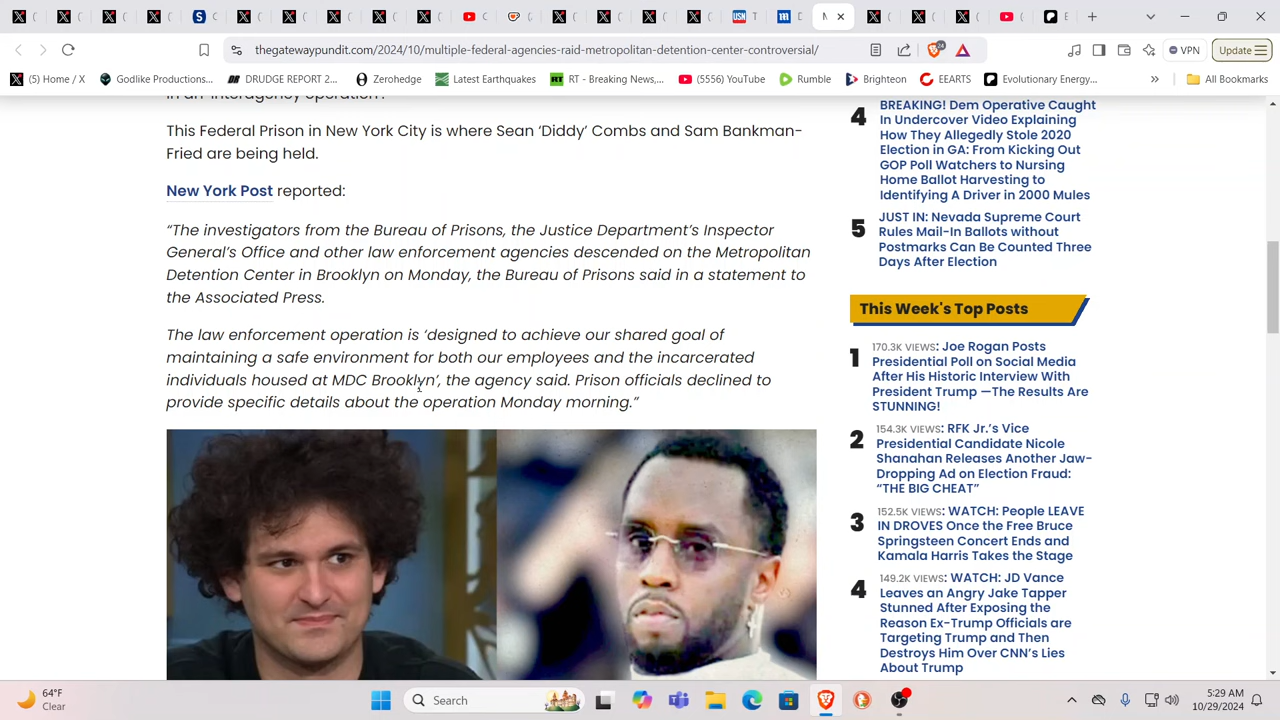 USN
T
M
E
thegatewaypundit.com/2024/10/multiple-federal-agencies-raid-metropolitan-detention-center-controversial/
24
VPN
Update
(5) Home / X
Godlike Productions...
DRUDGE REPORT 2...
Zerohedge
Latest Earthquakes
RT - Breaking News,...
(5556) YouTube
Rumble
Brighteon
EEARTS
Evolutionary Energy...
All Bookmarks
in an 'interagency operation'.
This Federal Prison in New York City is where Sean ‘Diddy’ Combs and Sam Bankman-
Fried are being held.
New York Post reported:
“The investigators from the Bureau of Prisons, the Justice Department’s Inspector
General’s Office and other law enforcement agencies descended on the Metropolitan
Detention Center in Brooklyn on Monday, the Bureau of Prisons said in a statement to
the Associated Press.
The law enforcement operation is ‘designed to achieve our shared goal of
maintaining a safe environment for both our employees and the incarcerated
individuals housed at MDC Brooklyn’, the agency said. Prison officials declined to
provide specific details about the operation Monday morning.”
4
BREAKING! Dem Operative Caught
In Undercover Video Explaining
How They Allegedly Stole 2020
Election in GA: From Kicking Out
GOP Poll Watchers to Nursing
Home Ballot Harvesting to
Identifying A Driver in 2000 Mules
5
JUST IN: Nevada Supreme Court
Rules Mail-In Ballots without
Postmarks Can Be Counted Three
Days After Election
This Week's Top Posts
1
170.3K VIEWS: Joe Rogan Posts
Presidential Poll on Social Media
After His Historic Interview With
President Trump —The Results Are
STUNNING!
2
154.3K VIEWS: RFK Jr.’s Vice
Presidential Candidate Nicole
Shanahan Releases Another Jaw-
Dropping Ad on Election Fraud:
“THE BIG CHEAT”
3
152.5K VIEWS: WATCH: People LEAVE
IN DROVES Once the Free Bruce
Springsteen Concert Ends and
Kamala Harris Takes the Stage
4
149.2K VIEWS: WATCH: JD Vance
Leaves an Angry Jake Tapper
Stunned After Exposing the
Reason Ex-Trump Officials are
Targeting Trump and Then
Destroys Him Over CNN’s Lies
About Trump
64°F
Clear
Search
5:29 AM
10/29/2024